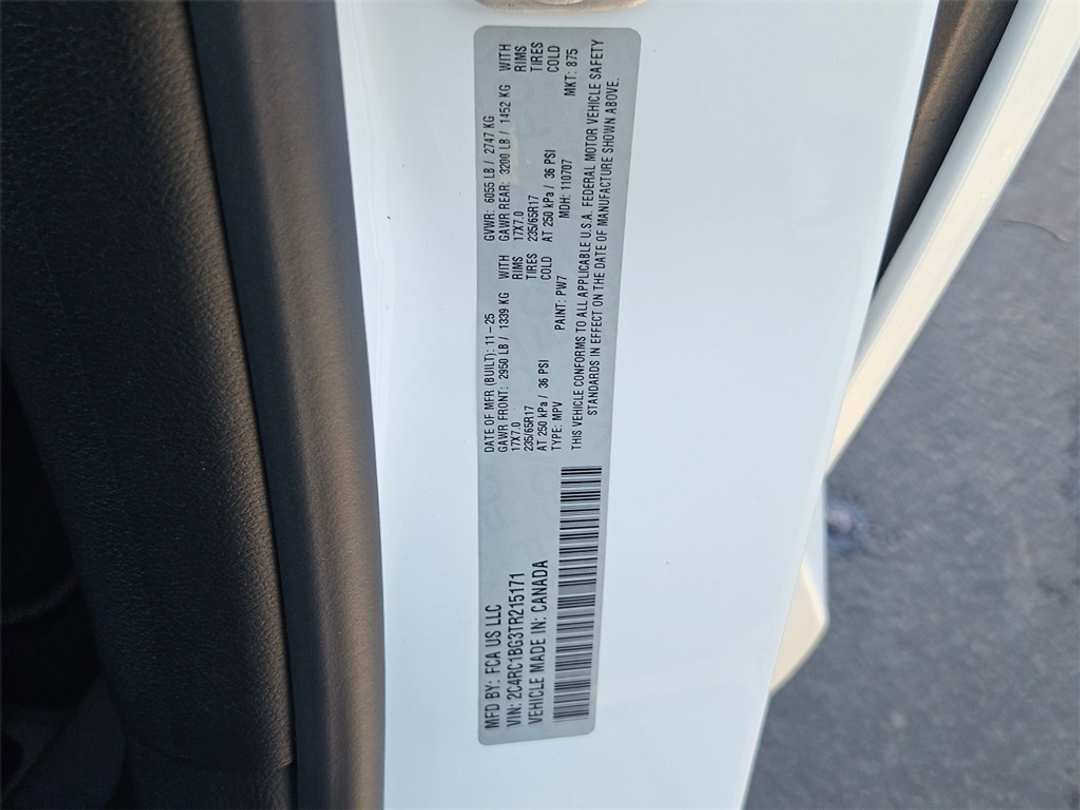 MFD BY: FCA US LLC
VIN: 2C4RC1BG3TR215171
VEHICLE MADE IN: CANADA
DATE OF MFR (BUILT): 11-25 GVWR: 6055 LB / 2747 KG
GAWR FRONT: 2950 LB / 1339 KG WITH GAWR REAR: 3200 LB / 1452 KG WITH
17X7.0 RIMS 17X7.0 RIMS
235/65R17 TIRES 235/65R17 TIRES
AT 250 kPa / 36 PSI COLD AT 250 kPa / 36 PSI COLD
TYPE: MPV PAINT: PW7 MDH: 110707 MKT: 875
THIS VEHICLE CONFORMS TO ALL APPLICABLE U.S.A. FEDERAL MOTOR VEHICLE SAFETY
STANDARDS IN EFFECT ON THE DATE OF MANUFACTURE SHOWN ABOVE.